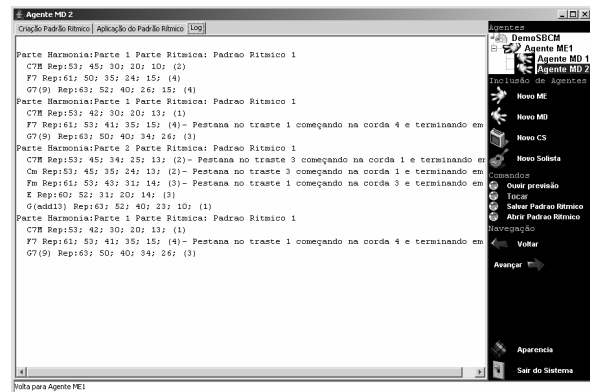 Agente MD 2
Criação Padrão Ritmico Aplicação do Padrão Ritmico Log
Parte Harmonia:Parte 1 Parte Ritmica: Padrao Ritmico 1
C7M Rep:53; 45; 30; 20; 10; (2)
F7 Rep:61; 50; 35; 24; 15; (4)
G7(9) Rep:63; 52; 40; 26; 15; (4)
Parte Harmonia:Parte 1 Parte Ritmica: Padrao Ritmico 1
C7M Rep:53; 42; 30; 20; 13; (1)
F7 Rep:61; 53; 41; 35; 15; (4)- Pestana no traste 1 começando na corda 4 e terminando em
G7(9) Rep:63; 50; 40; 34; 26; (3)
Parte Harmonia:Parte 2 Parte Ritmica: Padrao Ritmico 1
C7M Rep:53; 45; 34; 25; 13; (2)- Pestana no traste 3 começando na corda 1 e terminando er
Cm Rep:53; 45; 35; 24; 13; (2)- Pestana no traste 3 começando na corda 1 e terminando em
Fm Rep:61; 53; 43; 31; 14; (3)- Pestana no traste 1 começando na corda 3 e terminando em
E Rep:60; 52; 31; 20; 14; (3)
G(add13) Rep:63; 52; 40; 23; 10; (1)
Parte Harmonia:Parte 1 Parte Ritmica: Padrao Ritmico 1
C7M Rep:53; 42; 30; 20; 13; (1)
F7 Rep:61; 53; 41; 35; 15; (4)- Pestana no traste 1 começando na corda 4 e terminando em
G7(9) Rep:63; 50; 40; 34; 26; (3)
Volta para Agente ME1
Agentes
DemoSBCM
Agente ME1
Agente MD 1
Agente MD 2
Inclusão de Agentes
Novo ME
Novo MD
Novo CS
Novo Solista
Comandos
Ouvir previsão
Tocar
Salvar Padrao Ritmico
Abrir Padrao Ritmico
Navegação
Voltar
Avançar
Aparencia
Sair do Sistema